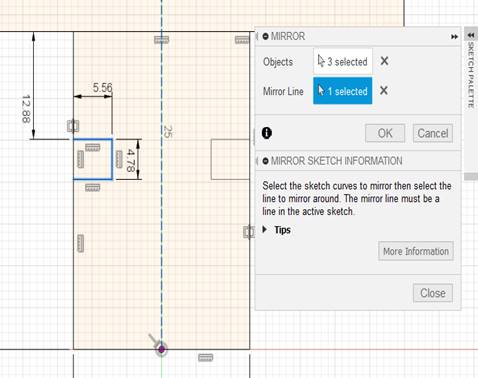 MIRROR
Objects 3 selected
Mirror Line 1 selected
OK Cancel
MIRROR SKETCH INFORMATION
Select the sketch curves to mirror then select the
line to mirror around. The mirror line must be a
line in the active sketch.
Tips
More Information
Close
SKETCH PALETTE
12.88
5.56
4.78
25